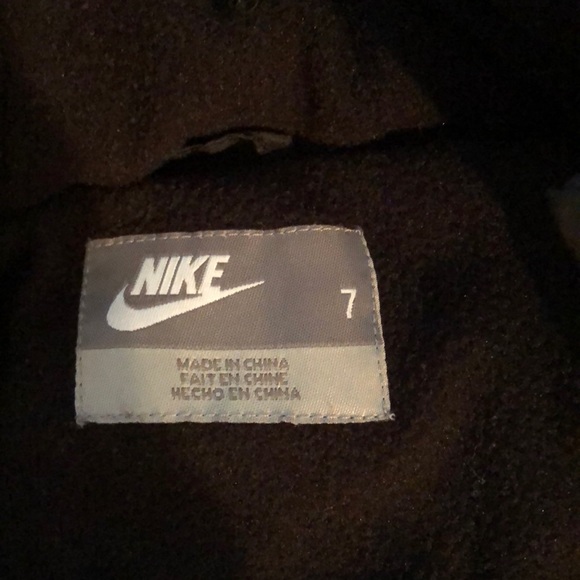 NIKE
7
MADE IN CHINA
FAIT EN CHINE
HECHO EN CHINA